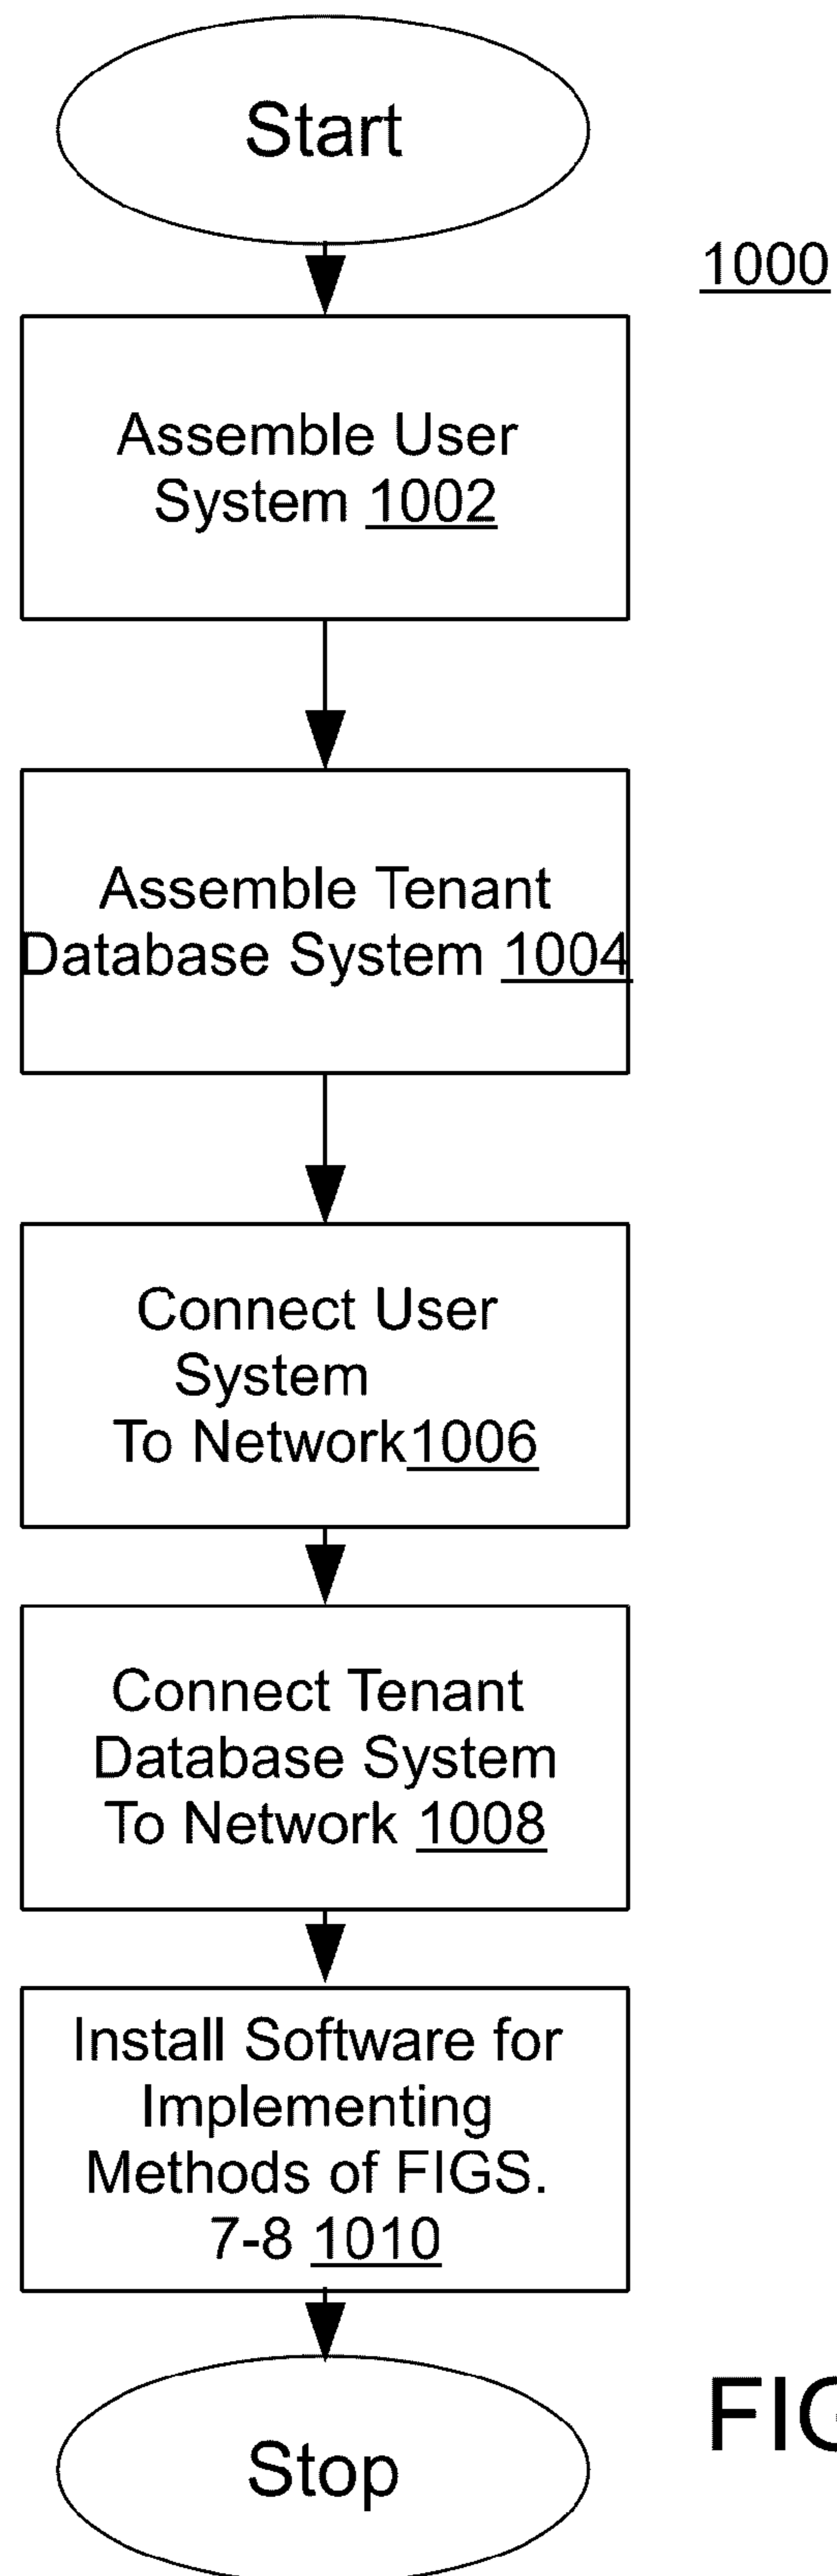 Start
1000
Assemble User
System 1002
Assemble Tenant
Database System 1004
Connect User
System
To Network1006
Connect Tenant
Database System
To Network 1008
Install Software for
Implementing
Methods of FIGS.
7-8 1010
Stop